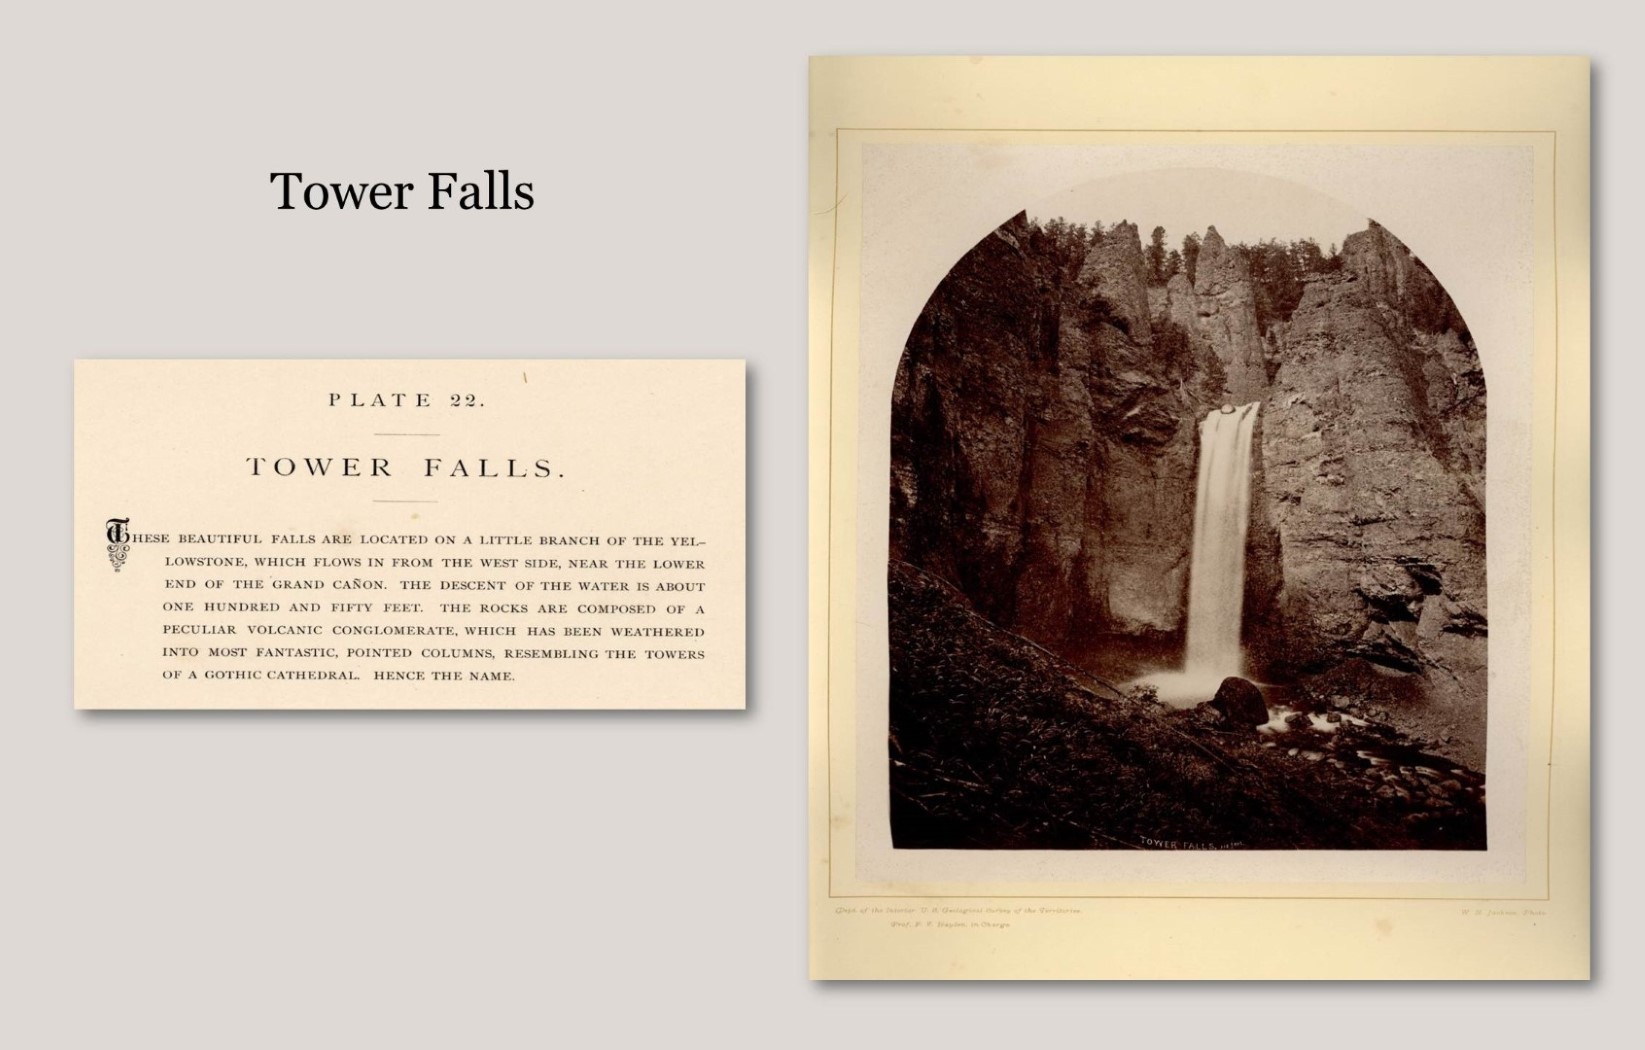 Tower Falls
PLATE 22.
TOWER FALLS.
THESE BEAUTIFUL FALLS ARE LOCATED ON A LITTLE BRANCH OF THE YEL–
LOWSTONE, WHICH FLOWS IN FROM THE WEST SIDE, NEAR THE LOWER
END OF THE GRAND CAÑON. THE DESCENT OF THE WATER IS ABOUT
ONE HUNDRED AND FIFTY FEET. THE ROCKS ARE COMPOSED OF A
PECULIAR VOLCANIC CONGLOMERATE, WHICH HAS BEEN WEATHERED
INTO MOST FANTASTIC, POINTED COLUMNS, RESEMBLING THE TOWERS
OF A GOTHIC CATHEDRAL. HENCE THE NAME.
TOWER FALLS.
Dept. of the Interior U. S. Geological Survey of the Territories.
Prof. F. V. Hayden, in Charge
W. H. Jackson Photo.